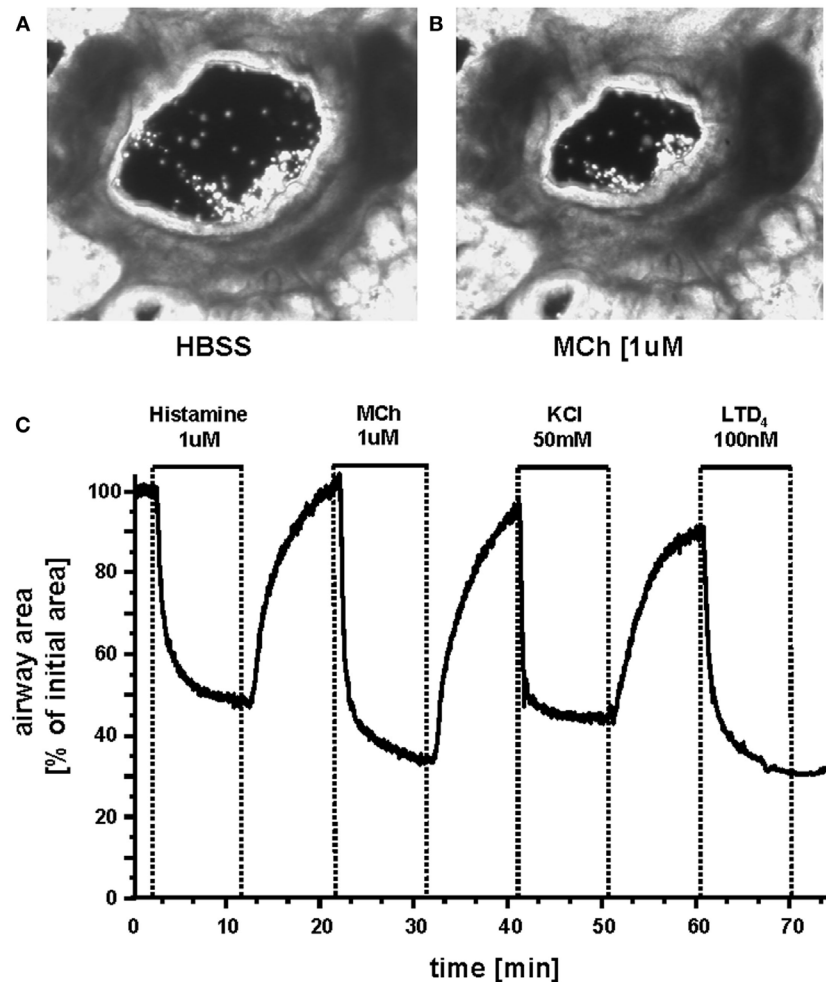 A
B
HBSS
MCh [1uM
C
Histamine
1uM
MCh
1uM
KCl
50mM
LTD4
100nM
airway area
[% of initial area]
100
80
60
40
20
0
0 10 20 30 40 50 60 70
time [min]